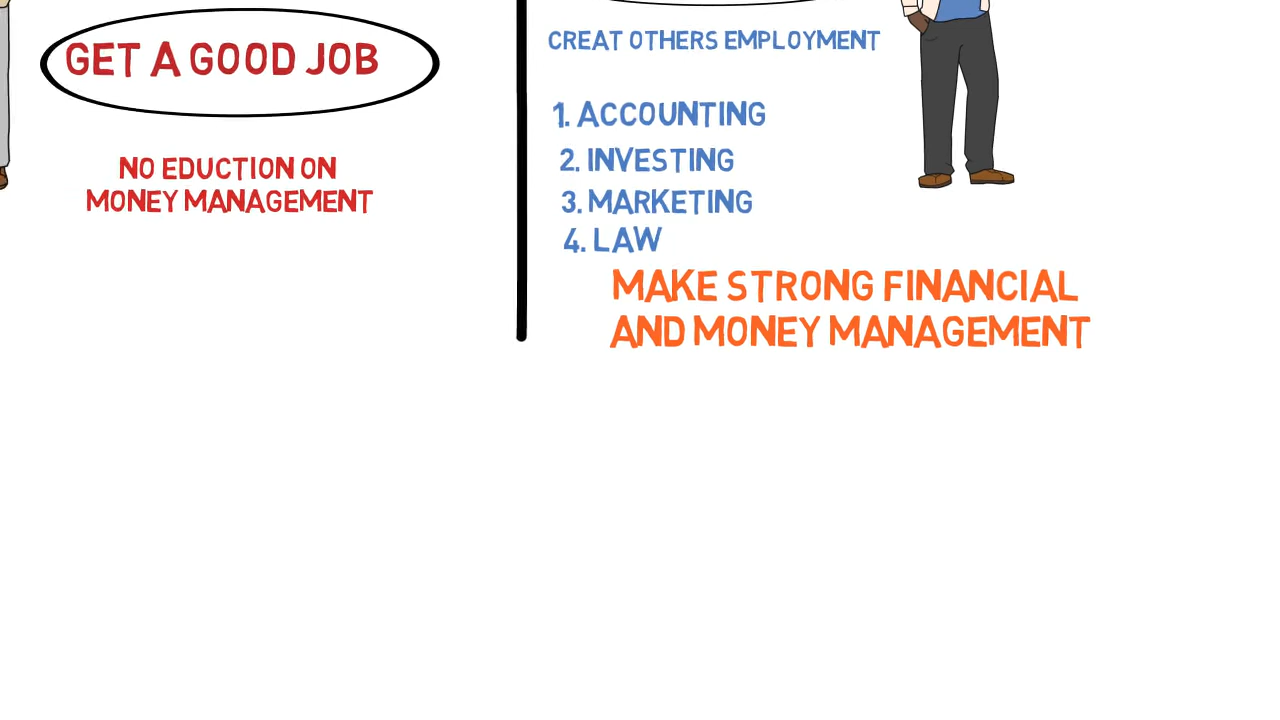 GET A GOOD JOB
NO EDUCTION ON
MONEY MANAGEMENT
CREAT OTHERS EMPLOYMENT
1. ACCOUNTING
2. INVESTING
3. MARKETING
4. LAW
MAKE STRONG FINANCIAL
AND MONEY MANAGEMENT